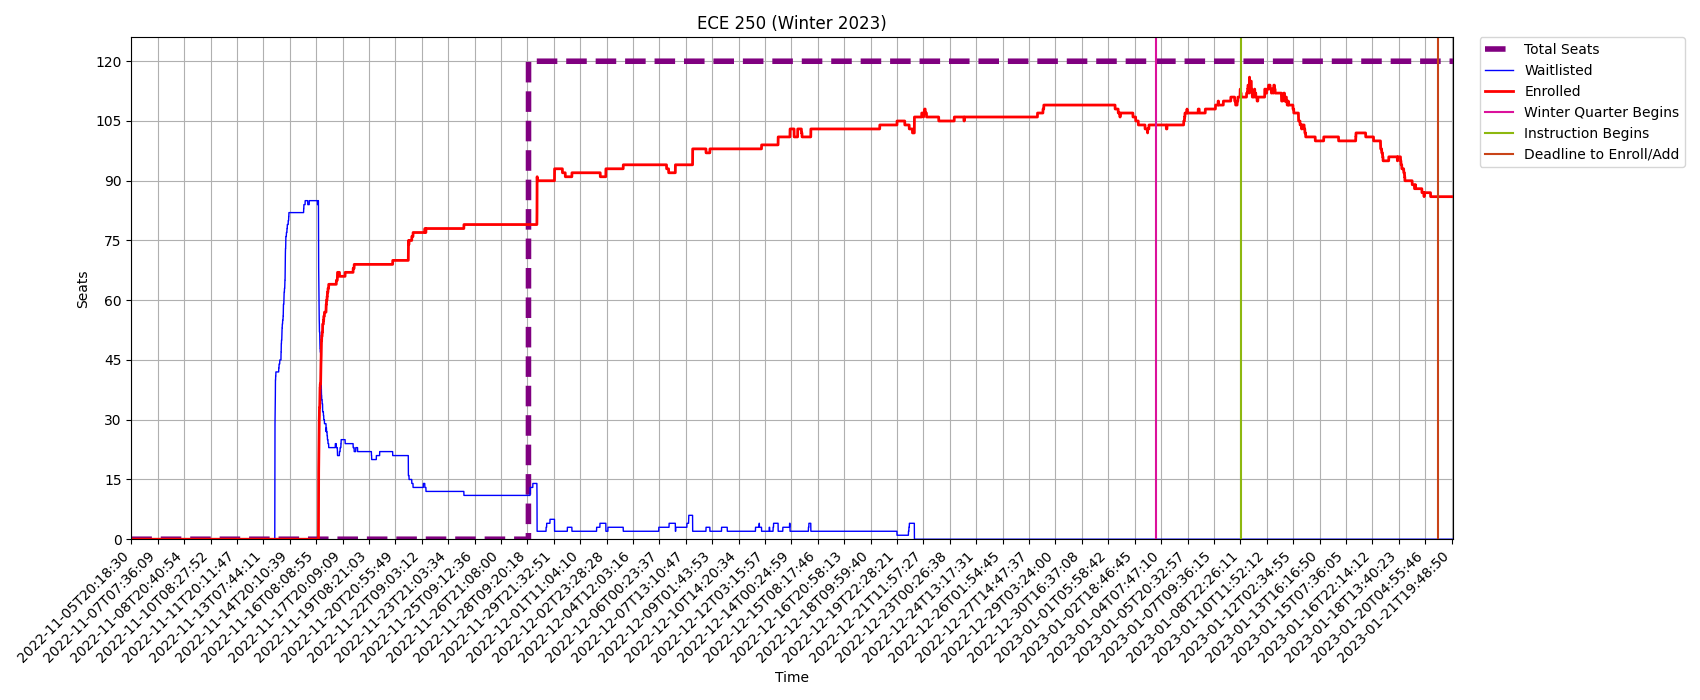 ECE 250 (Winter 2023)
120
105
90
75
60
45
30
15
0
Seats
Total Seats
Waitlisted
Enrolled
Winter Quarter Begins
Instruction Begins
Deadline to Enroll/Add
2022-11-05T20:18:30
2022-11-07T07:36:09
2022-11-08T20:40:54
2022-11-10T08:27:52
2022-11-11T20:11:47
2022-11-13T07:44:11
2022-11-14T20:10:39
2022-11-16T08:08:55
2022-11-17T20:09:09
2022-11-19T08:21:03
2022-11-20T20:55:49
2022-11-22T09:03:12
2022-11-23T21:03:34
2022-11-25T09:12:36
2022-11-26T21:08:00
2022-11-28T09:20:18
2022-11-29T21:32:51
2022-12-01T11:04:10
2022-12-02T23:28:28
2022-12-04T12:03:16
2022-12-06T00:23:37
2022-12-07T13:10:47
2022-12-09T01:43:53
2022-12-10T14:20:34
2022-12-12T03:15:57
2022-12-14T00:24:59
2022-12-15T08:17:46
2022-12-16T20:58:13
2022-12-18T09:59:40
2022-12-19T22:28:21
2022-12-21T11:57:27
2022-12-23T00:26:38
2022-12-24T13:17:31
2022-12-26T01:54:45
2022-12-27T14:47:37
2022-12-29T03:24:00
2022-12-30T16:37:08
2023-01-01T05:58:42
2023-01-02T18:46:45
2023-01-04T07:47:10
2023-01-05T20:32:57
2023-01-07T09:36:15
2023-01-08T22:26:11
2023-01-10T11:52:12
2023-01-12T02:34:55
2023-01-13T16:16:50
2023-01-15T07:36:05
2023-01-16T22:14:12
2023-01-18T13:40:23
2023-01-20T04:55:46
2023-01-21T19:48:50
Time